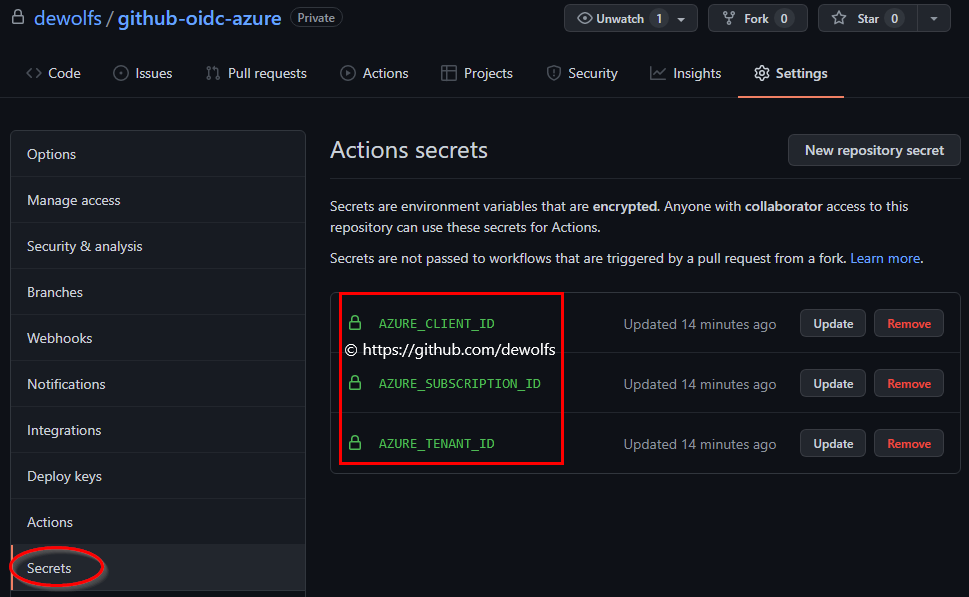 dewolfs / github-oidc-azure Private Unwatch 1 Fork 0 Star 0
Code Issues Pull requests Actions Projects Security Insights Settings
Options
Manage access
Security & analysis
Branches
Webhooks
Notifications
Integrations
Deploy keys
Actions
Secrets
Actions secrets New repository secret
Secrets are environment variables that are encrypted. Anyone with collaborator access to this
repository can use these secrets for Actions.
Secrets are not passed to workflows that are triggered by a pull request from a fork. Learn more.
AZURE_CLIENT_ID Updated 14 minutes ago Update Remove
© https://github.com/dewolfs
AZURE_SUBSCRIPTION_ID Updated 14 minutes ago Update Remove
AZURE_TENANT_ID Updated 14 minutes ago Update Remove